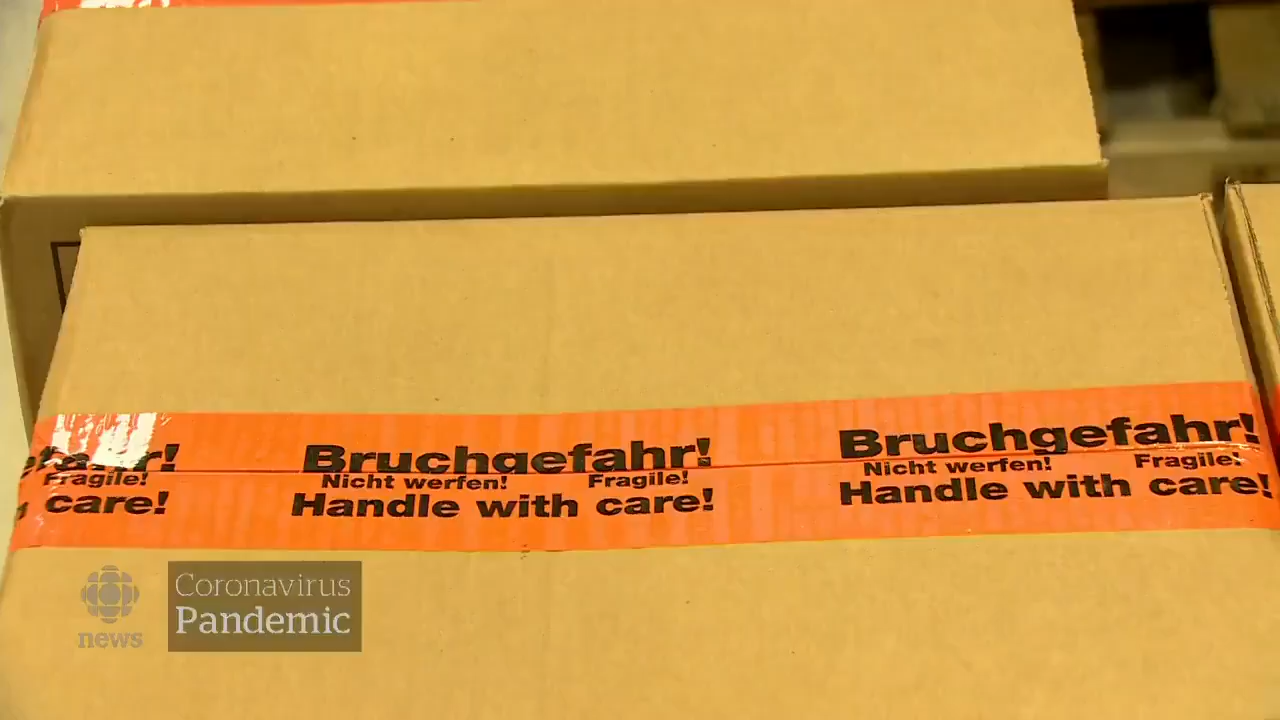 efahr! Bruchgefahr! Bruchgefahr!
Fragile! Nicht werfen! Fragile! Nicht werfen! Fragile!
care! Handle with care! Handle with care!
Coronavirus
Pandemic
news